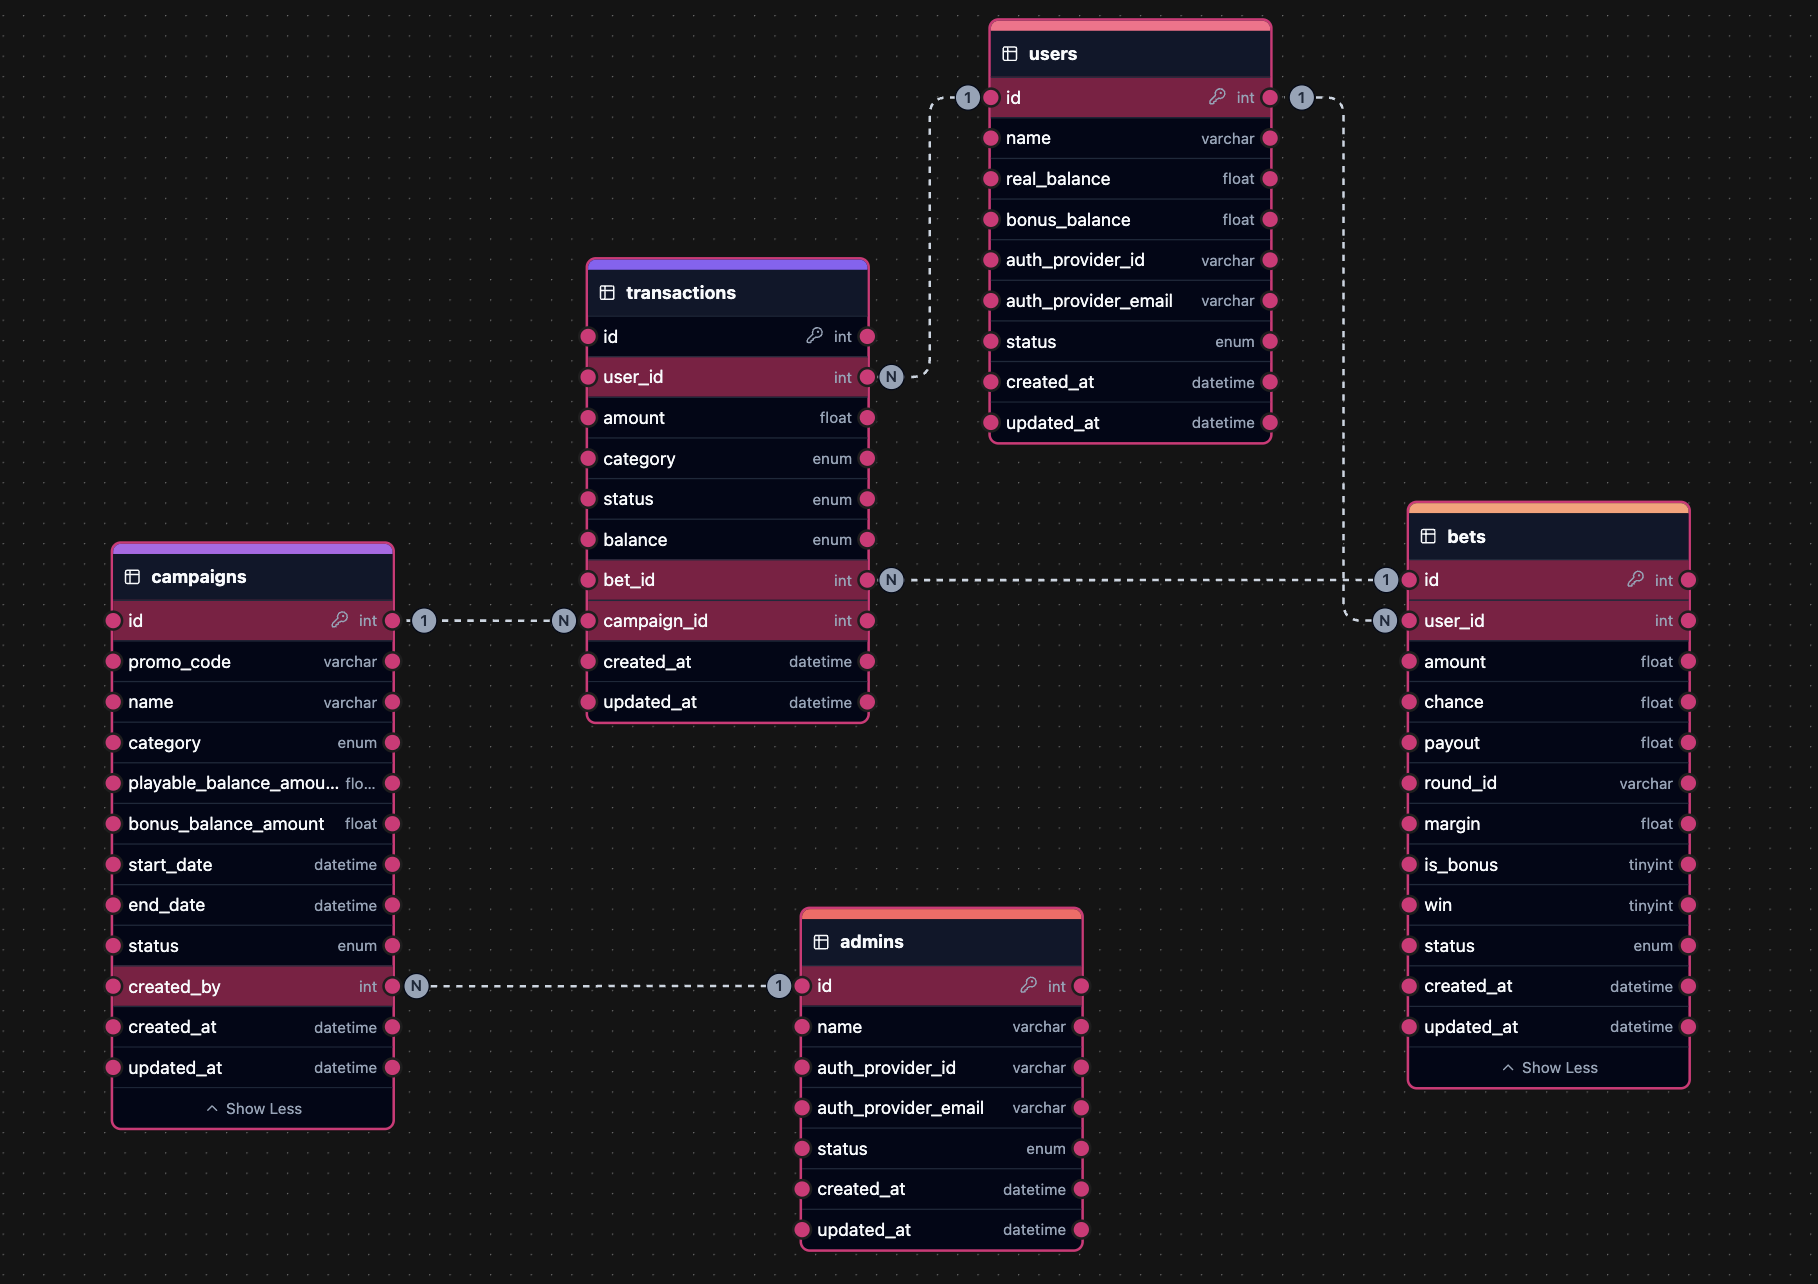 users
1 id int 1
name varchar
real_balance float
bonus_balance float
auth_provider_id varchar
auth_provider_email varchar
status enum
created_at datetime
updated_at datetime
transactions
id int
user_id int N
amount float
category enum
status enum
balance enum
bet_id int N
N campaign_id int
created_at datetime
updated_at datetime
bets
1 id int
N user_id int
amount float
chance float
payout float
round_id varchar
margin float
is_bonus tinyint
win tinyint
status enum
created_at datetime
updated_at datetime
Show Less
campaigns
id int 1
promo_code varchar
name varchar
category enum
playable_balance_amou... flo...
bonus_balance_amount float
start_date datetime
end_date datetime
status enum
created_by int N
created_at datetime
updated_at datetime
Show Less
admins
1 id int
name varchar
auth_provider_id varchar
auth_provider_email varchar
status enum
created_at datetime
updated_at datetime